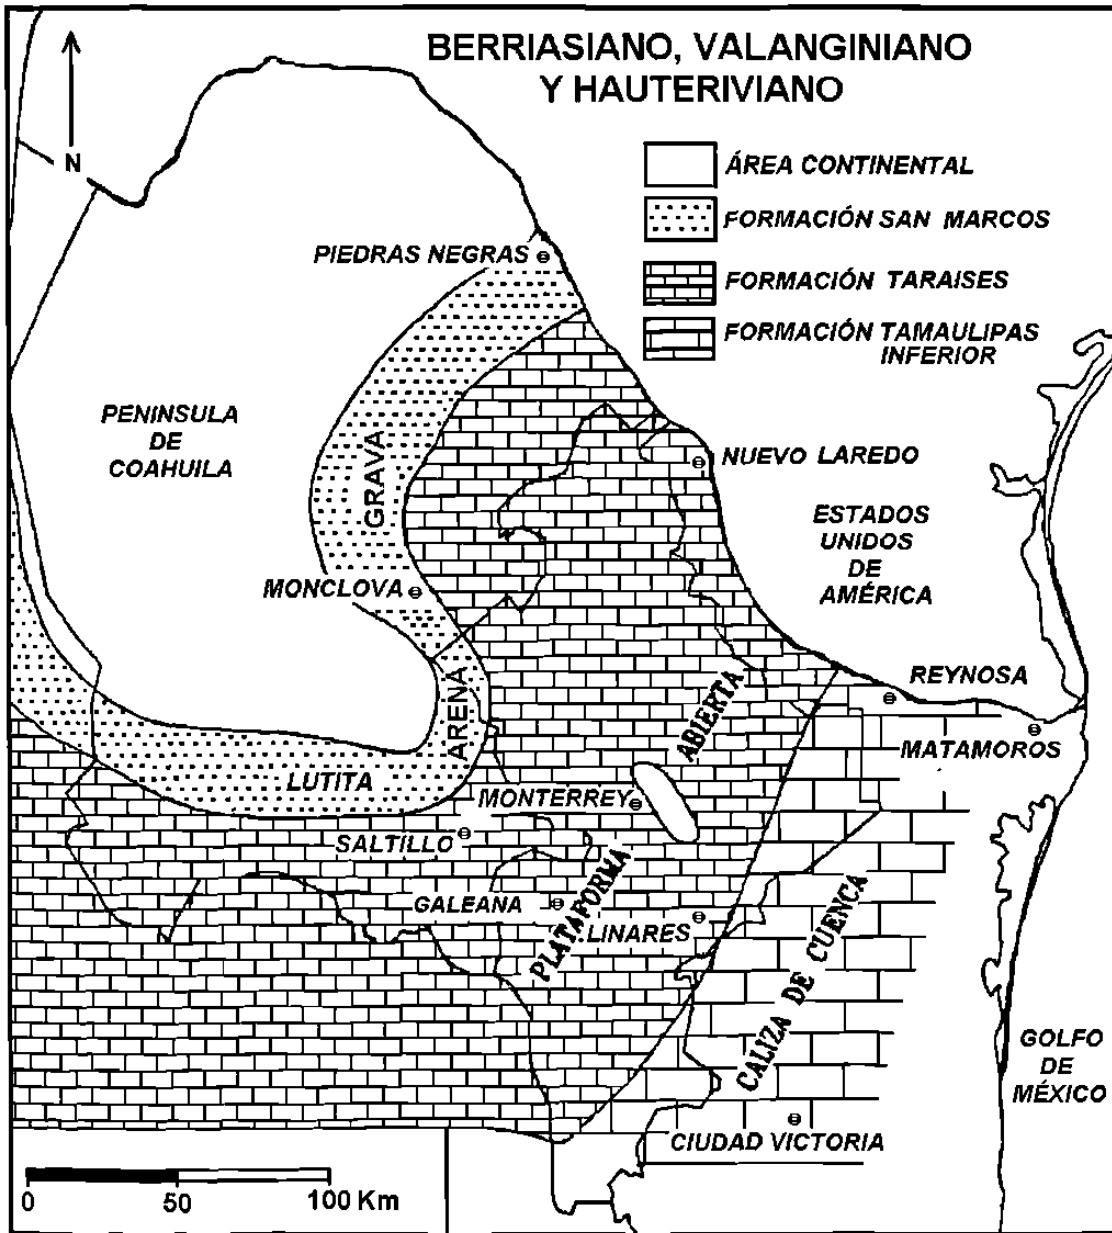 BERRIASIANO, VALANGINIANO
Y HAUTERIVIANO
N
ÁREA CONTINENTAL
FORMACIÓN SAN MARCOS
FORMACIÓN TARAISES
FORMACIÓN TAMAULIPAS
INFERIOR
PIEDRAS NEGRAS
PENINSULA
DE
COAHUILA
GRAVA
NUEVO LAREDO
ESTADOS
UNIDOS
DE
AMÉRICA
MONCLOVA
ARENA
REYNOSA
MATAMOROS
LUTITA
MONTERREY
SALTILLO
GALEANA
LINARES
PLATAFORMA ABIERTA
CALIZA DE CUENCA
GOLFO
DE
MÉXICO
CIUDAD VICTORIA
0 50 100 Km